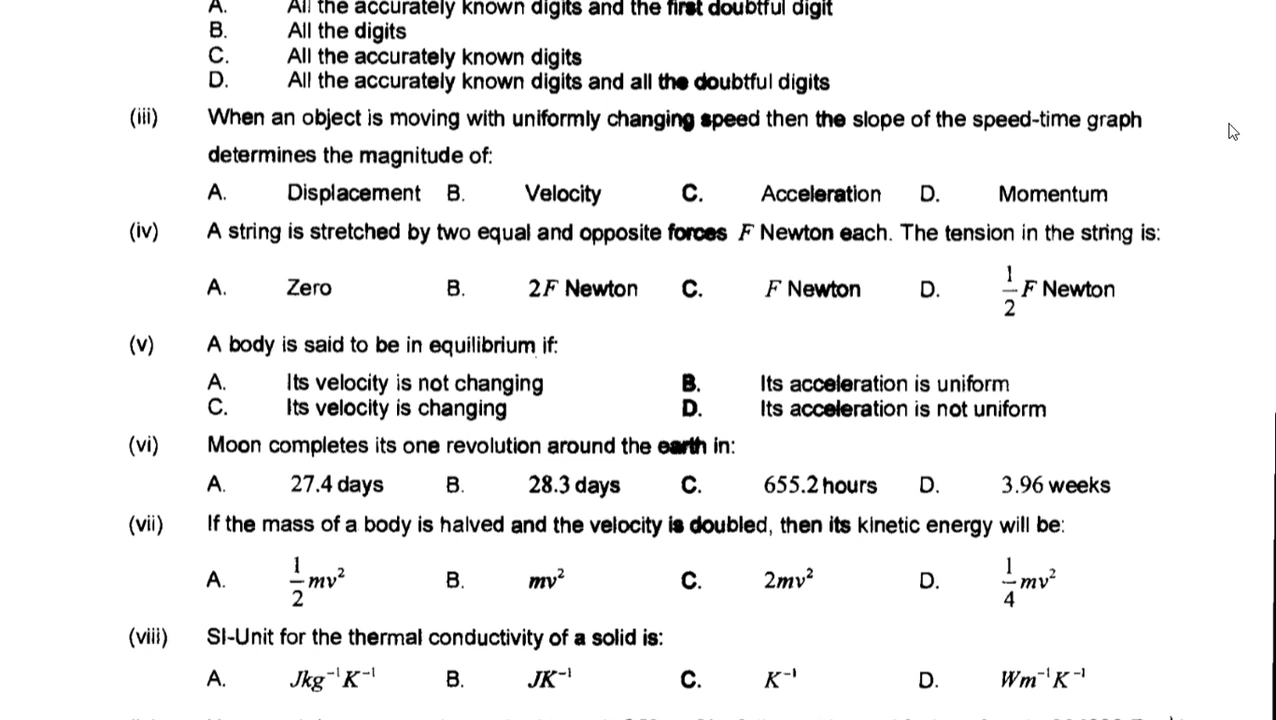 A. All the accurately known digits and the first doubtful digit
B. All the digits
C. All the accurately known digits
D. All the accurately known digits and all the doubtful digits
(iii) When an object is moving with uniformly changing speed then the slope of the speed-time graph
determines the magnitude of:
A. Displacement B. Velocity C. Acceleration D. Momentum
(iv) A string is stretched by two equal and opposite forces F Newton each. The tension in the string is:
A. Zero B. 2F Newton C. F Newton D. 1/2 F Newton
(v) A body is said to be in equilibrium if:
A. Its velocity is not changing B. Its acceleration is uniform
C. Its velocity is changing D. Its acceleration is not uniform
(vi) Moon completes its one revolution around the earth in:
A. 27.4 days B. 28.3 days C. 655.2 hours D. 3.96 weeks
(vii) If the mass of a body is halved and the velocity is doubled, then its kinetic energy will be:
A. 1/2 mv² B. mv² C. 2mv² D. 1/4 mv²
(viii) SI-Unit for the thermal conductivity of a solid is:
A. Jkg⁻¹K⁻¹ B. JK⁻¹ C. K⁻¹ D. Wm⁻¹K⁻¹